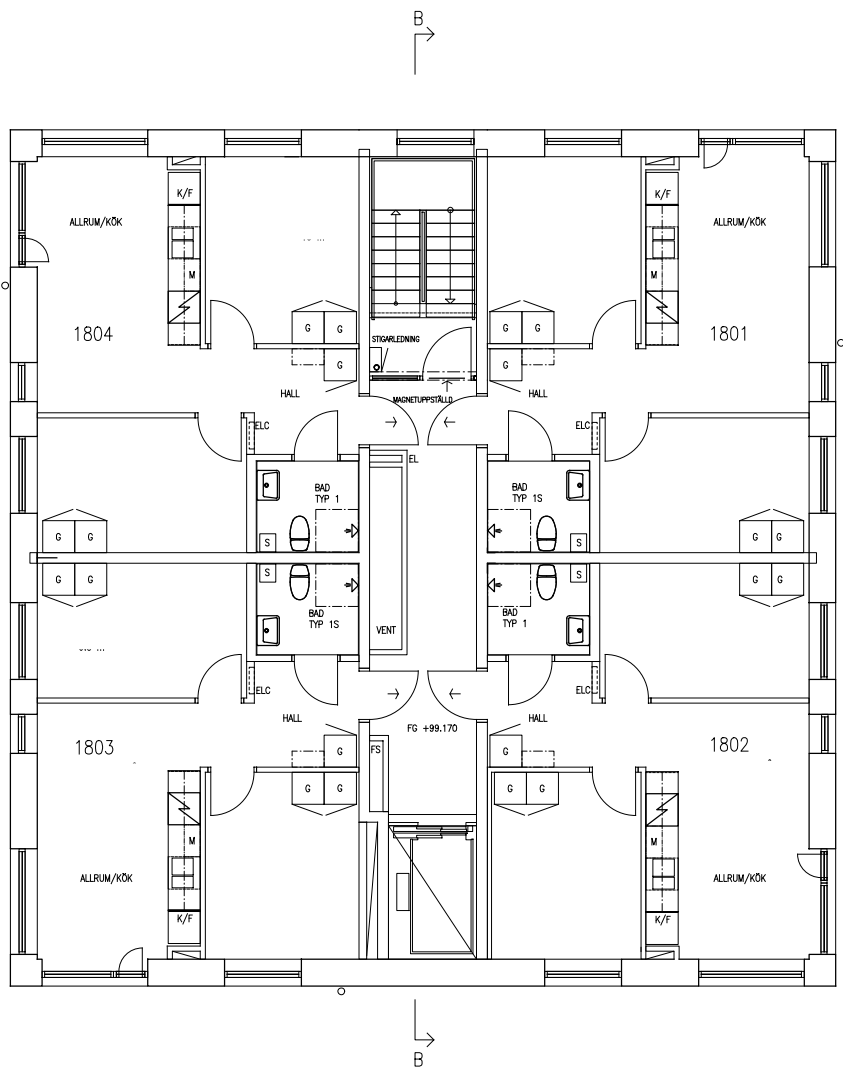 B
K/F
K/F
ALLRUM/KÖK
ALLRUM/KÖK
M
M
1804
G
G
STIGARLEDNING
G
G
1801
G
G
HALL
MAGNETUPPSTÄLLD
HALL
ELC
ELC
EL
BAD
TYP 1
BAD
TYP 1S
G
G
S
S
G
G
G
G
S
S
G
G
BAD
TYP 1S
BAD
TYP 1
VENT
ELC
ELC
HALL
FG +99.170
HALL
1803
G
FS
G
1802
G
G
G
G
M
M
ALLRUM/KÖK
ALLRUM/KÖK
K/F
K/F
B